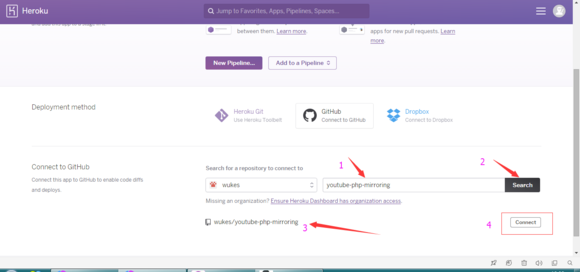 Heroku
Jump to Favorites, Apps, Pipelines, Spaces...
between them. Learn more.
apps for new pull requests. Learn
more.
New Pipeline...
Add to a Pipeline
Deployment method
Heroku Git
Use Heroku Toolbelt
GitHub
Connect to GitHub
Dropbox
Connect to Dropbox
Connect to GitHub
Connect this app to GitHub to enable code diffs
and deploys.
Search for a repository to connect to
1
2
wukes
youtube-php-mirroring
Search
Missing an organization? Ensure Heroku Dashboard has organization access.
wukes/youtube-php-mirroring
3
4
Connect